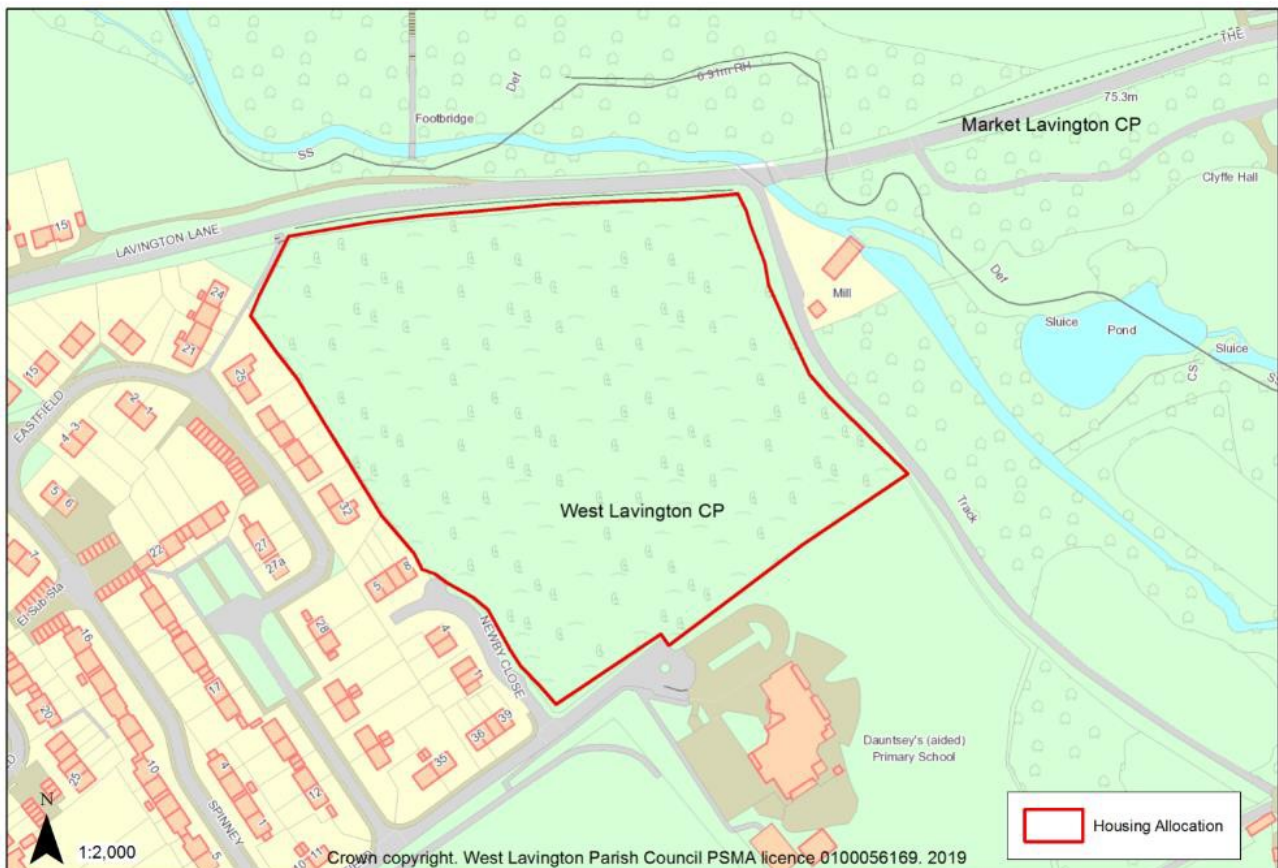 THE
0.91m RH
Def
75.3m
Market Lavington CP
Footbridge
SS
Clyffe Hall
15
LAVINGTON LANE
Def
Mill
Sluice
Pond
Sluice
CS
24
21
15
25
EASTFIELD
2
1
4
3
5
6
32
West Lavington CP
Track
7
22
27
27a
El Sub Sta
5
8
28
4
1
NEWBY CLOSE
16
17
20
39
36
35
Dauntsey's (aided)
Primary School
25
10
4
12
SPINNEY
1
5
10
11
N
1:2,000
Housing Allocation
Crown copyright. West Lavington Parish Council PSMA licence 0100056169. 2019